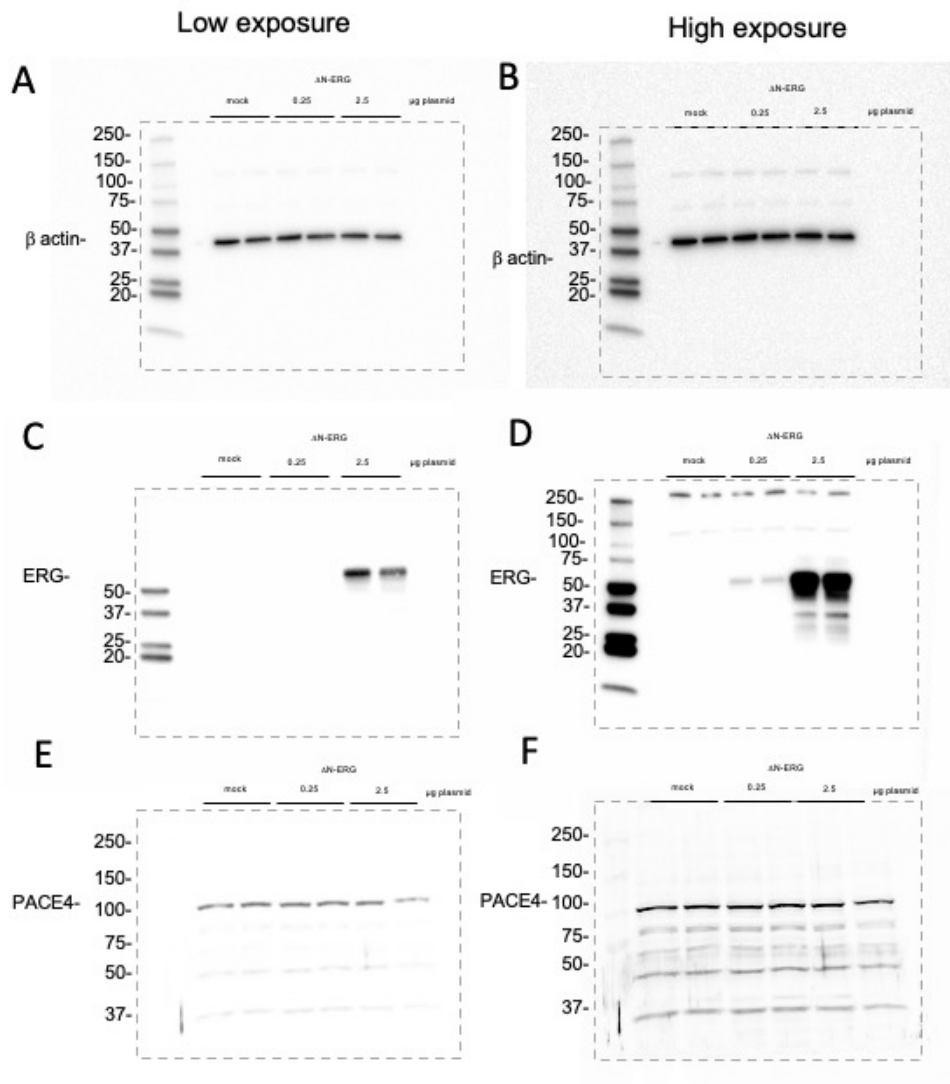 Low exposure
High exposure
A
ΔN-ERG
mock 0.25 2.5 µg plasmid
250-
150-
100-
75-
50-
β actin-
37-
25-
20-
B
ΔN-ERG
mock 0.25 2.5 µg plasmid
250-
150-
100-
75-
50-
37-
β actin-
25-
20-
C
ΔN-ERG
mock 0.25 2.5 µg plasmid
ERG-
50-
37-
25-
20-
D
ΔN-ERG
mock 0.25 2.5 µg plasmid
250-
150-
100-
75-
ERG-
50-
37-
25-
20-
E
ΔN-ERG
mock 0.25 2.5 µg plasmid
250-
150-
PACE4-
100-
75-
50-
37-
F
ΔN-ERG
mock 0.25 2.5 µg plasmid
250-
150-
PACE4-
100-
75-
50-
37-